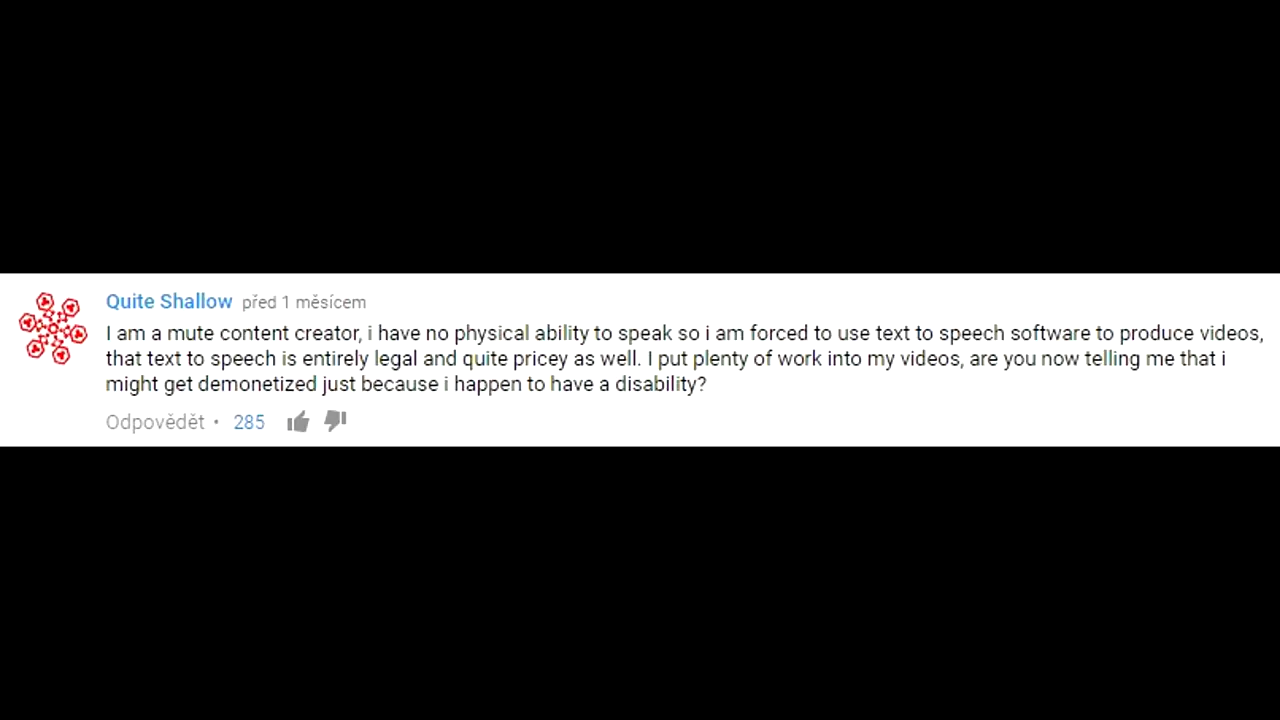 Quite Shallow před 1 měsícem
I am a mute content creator, i have no physical ability to speak so i am forced to use text to speech software to produce videos,
that text to speech is entirely legal and quite pricey as well. I put plenty of work into my videos, are you now telling me that i
might get demonetized just because i happen to have a disability?
Odpovědět • 285